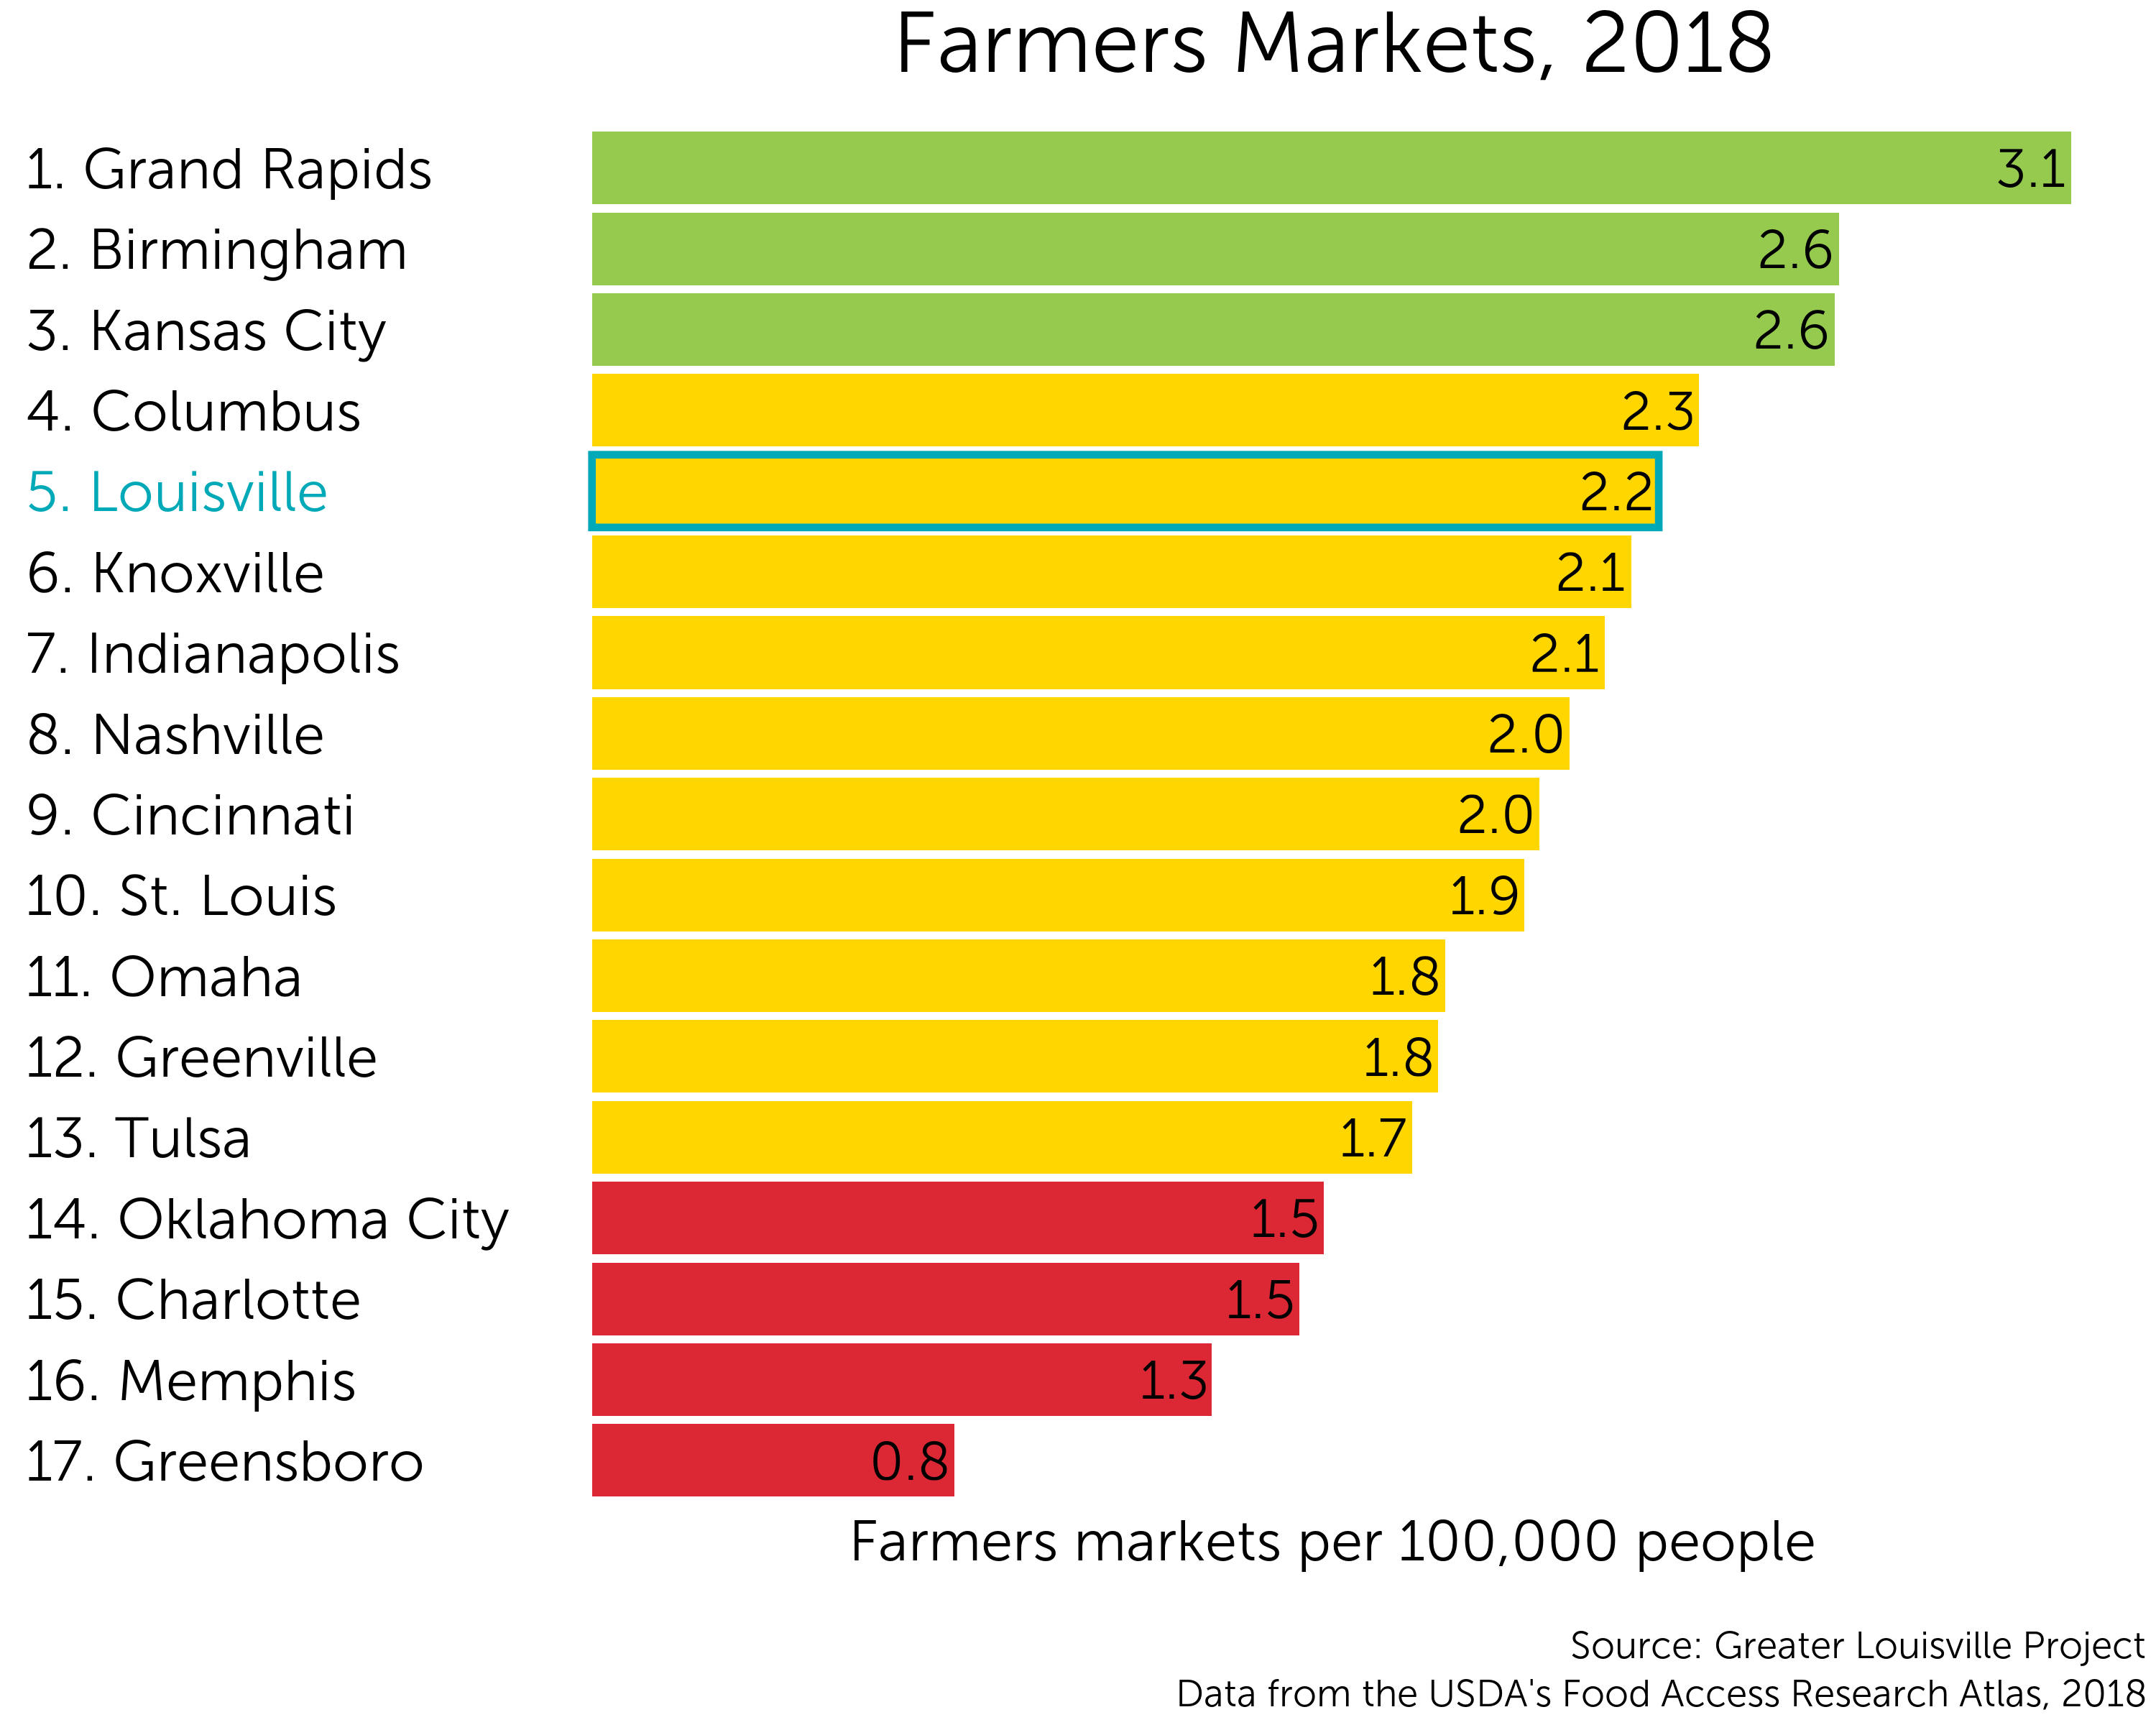 Farmers Markets, 2018
1. Grand Rapids 3.1
2. Birmingham 2.6
3. Kansas City 2.6
4. Columbus 2.3
5. Louisville 2.2
6. Knoxville 2.1
7. Indianapolis 2.1
8. Nashville 2.0
9. Cincinnati 2.0
10. St. Louis 1.9
11. Omaha 1.8
12. Greenville 1.8
13. Tulsa 1.7
14. Oklahoma City 1.5
15. Charlotte 1.5
16. Memphis 1.3
17. Greensboro 0.8
Farmers markets per 100,000 people
Source: Greater Louisville Project
Data from the USDA's Food Access Research Atlas, 2018